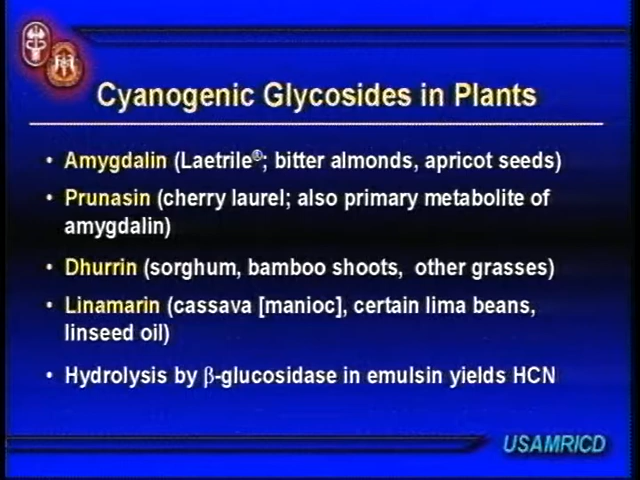 Cyanogenic Glycosides in Plants
• Amygdalin (Laetrile®; bitter almonds, apricot seeds)
• Prunasin (cherry laurel; also primary metabolite of
amygdalin)
• Dhurrin (sorghum, bamboo shoots, other grasses)
• Linamarin (cassava [manioc], certain lima beans,
linseed oil)
• Hydrolysis by β-glucosidase in emulsin yields HCN
USAMRICD